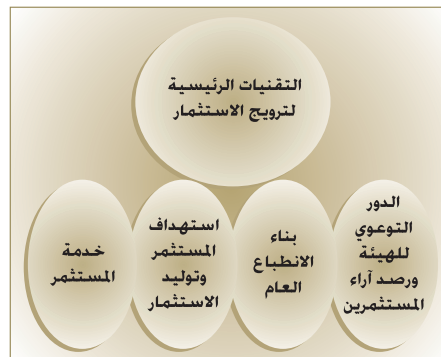 التقنيات الرئيسية
لترويج الاستثمار
الدور
التوعوي
للهيئة
ورصد آراء
المستثمرين
بناء
الانطباع
العام
استهداف
المستثمر
وتوليد
الاستثمار
خدمة
المستثمر